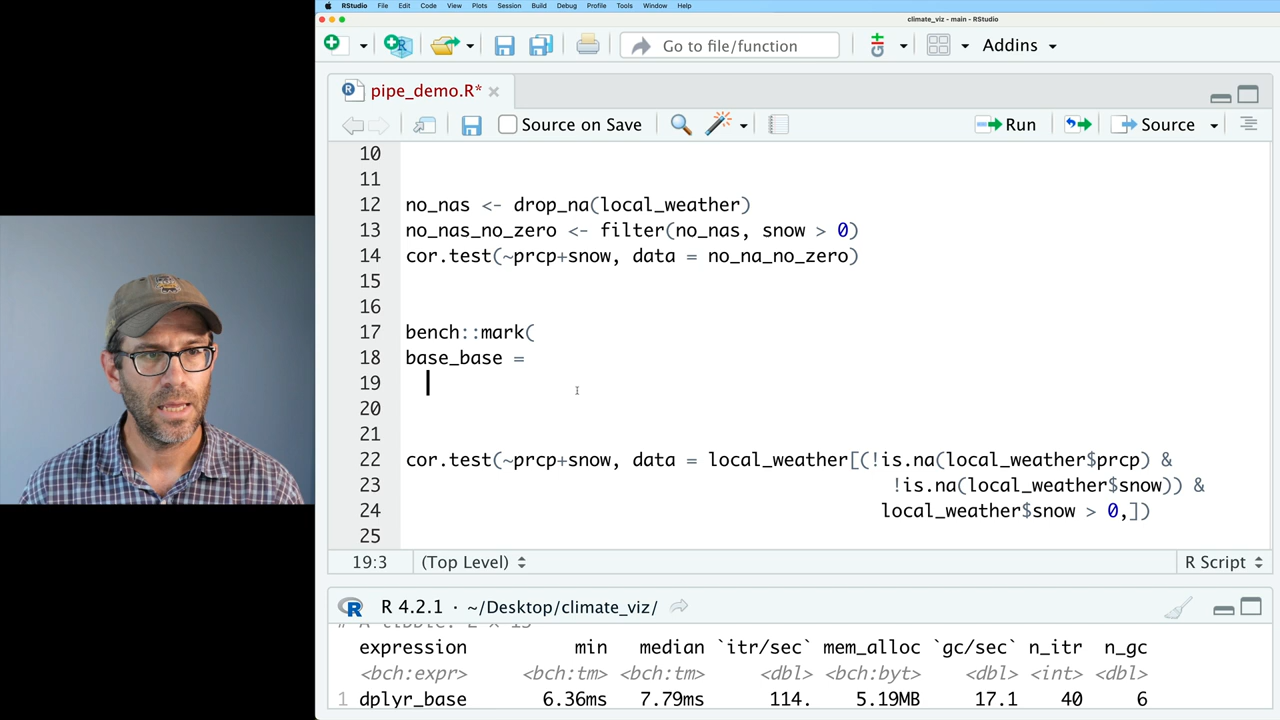 RStudio File Edit Code View Plots Session Build Debug Profile Tools Window Help
climate_viz - main - RStudio
Go to file/function Addins
pipe_demo.R*
Source on Save Run Source
10
11
12 no_nas <- drop_na(local_weather)
13 no_nas_no_zero <- filter(no_nas, snow > 0)
14 cor.test(~prcp+snow, data = no_na_no_zero)
15
16
17 bench::mark(
18 base_base =
19
20
21
22 cor.test(~prcp+snow, data = local_weather[(!is.na(local_weather$prcp) &
23 !is.na(local_weather$snow)) &
24 local_weather$snow > 0,])
25
19:3 (Top Level) R Script
R 4.2.1 · ~/Desktop/climate_viz/
expression min median `itr/sec` mem_alloc `gc/sec` n_itr n_gc
<bch:expr> <bch:tm> <bch:tm> <dbl> <bch:byt> <dbl> <int> <dbl>
1 dplyr_base 6.36ms 7.79ms 114. 5.19MB 17.1 40 6